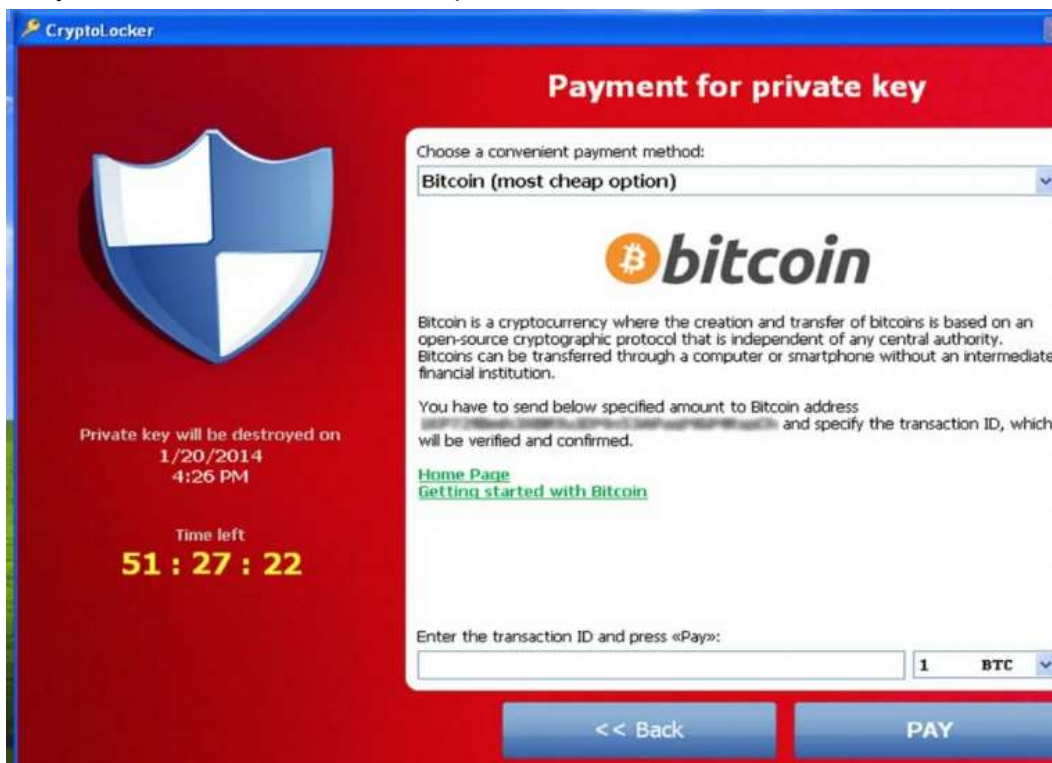 CryptoLocker
Payment for private key
Choose a convenient payment method:
Bitcoin (most cheap option)
bitcoin
Bitcoin is a cryptocurrency where the creation and transfer of bitcoins is based on an
open-source cryptographic protocol that is independent of any central authority.
Bitcoins can be transferred through a computer or smartphone without an intermediate
financial institution.
You have to send below specified amount to Bitcoin address
and specify the transaction ID, which
will be verified and confirmed.
Home Page
Getting started with Bitcoin
Private key will be destroyed on
1/20/2014
4:26 PM
Time left
51 : 27 : 22
Enter the transaction ID and press «Pay»:
1 BTC
<< Back
PAY